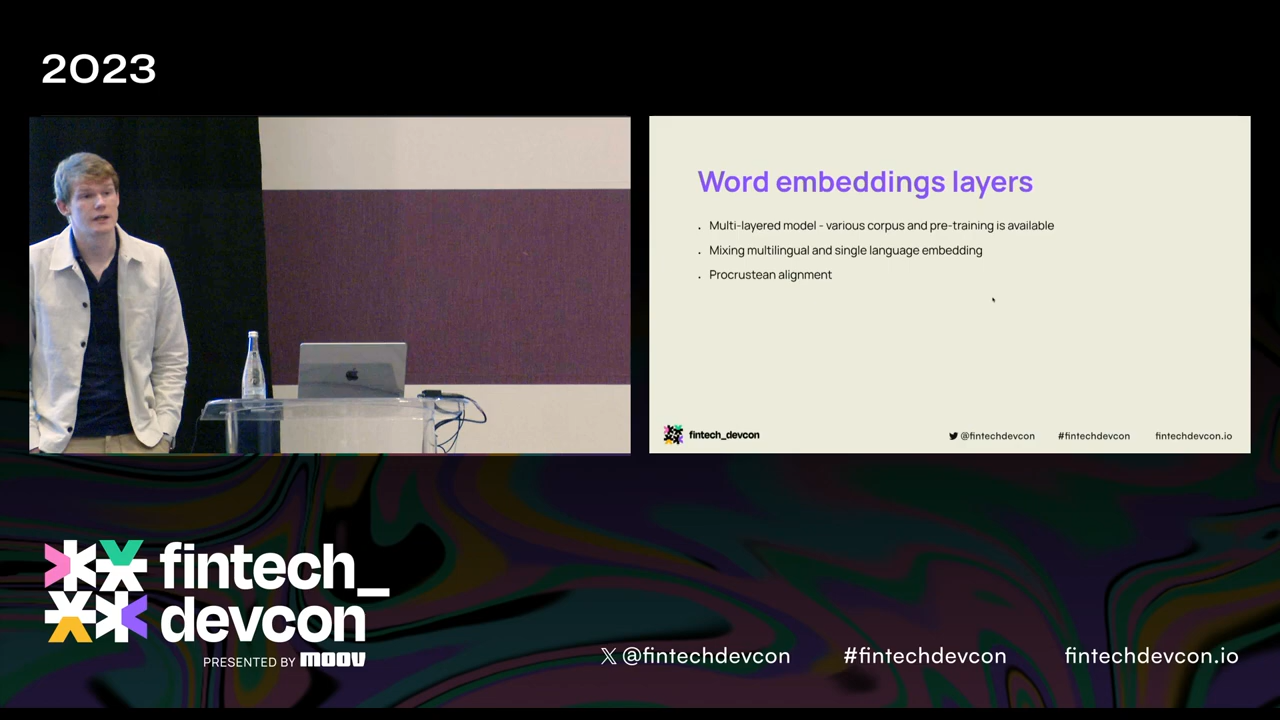 2023
Word embeddings layers
. Multi-layered model - various corpus and pre-training is available
. Mixing multilingual and single language embedding
. Procrustean alignment
fintech_devcon
@fintechdevcon #fintechdevcon fintechdevcon.io
fintech_
devcon
PRESENTED BY moov
𝕏 @fintechdevcon #fintechdevcon fintechdevcon.io